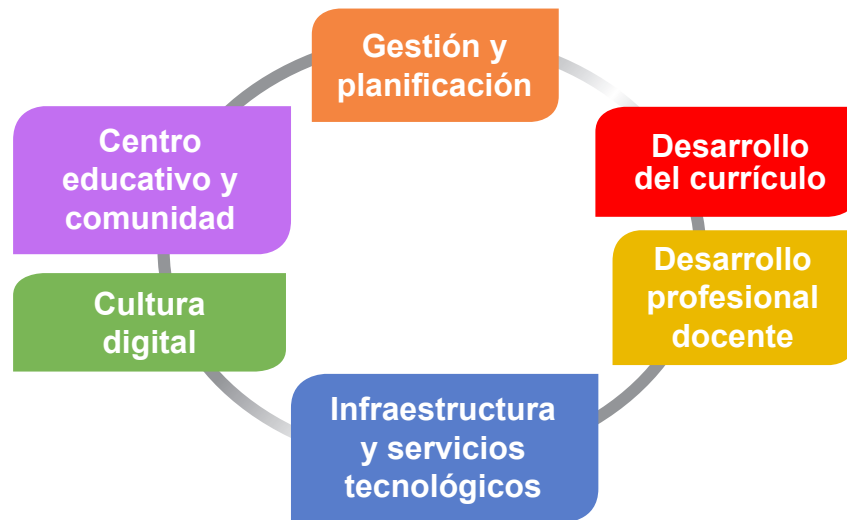 Gestión y
planificación
Centro
educativo y
comunidad
Desarrollo
del currículo
Desarrollo
profesional
docente
Cultura
digital
Infraestructura
y servicios
tecnológicos